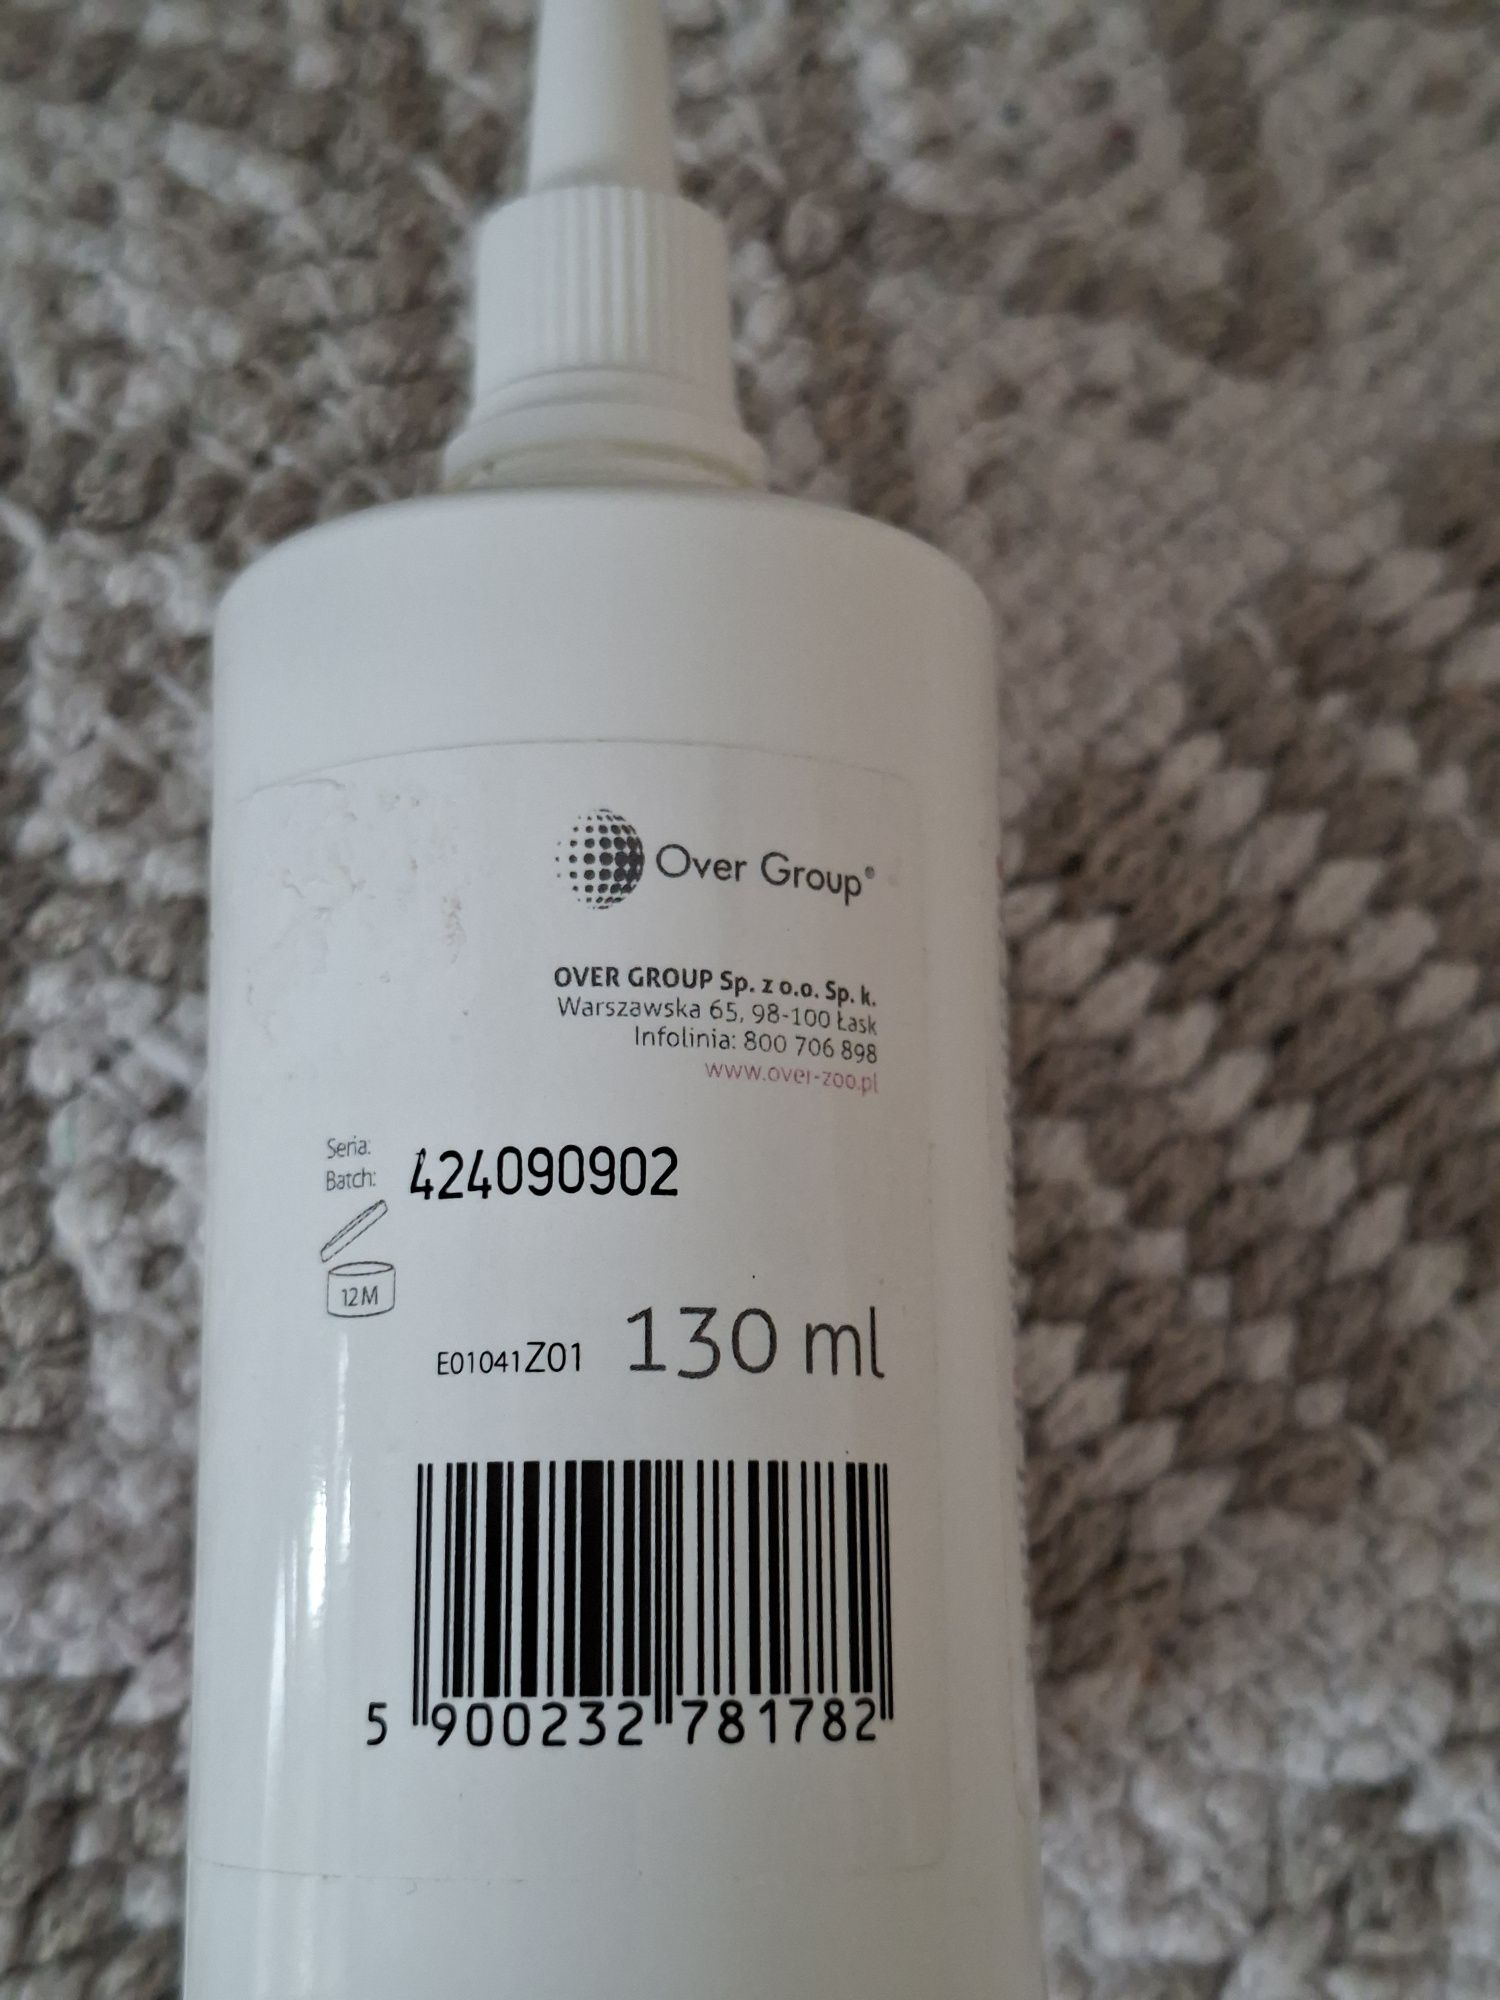 Over Group®
OVER GROUP Sp. z o.o. Sp. k.
Warszawska 65, 98-100 Łask
Infolinia: 800 706 898
www.over-zoo.pl
Seria:
Batch: 424090902
12M
E01041Z01 130 ml
5 900232 781782